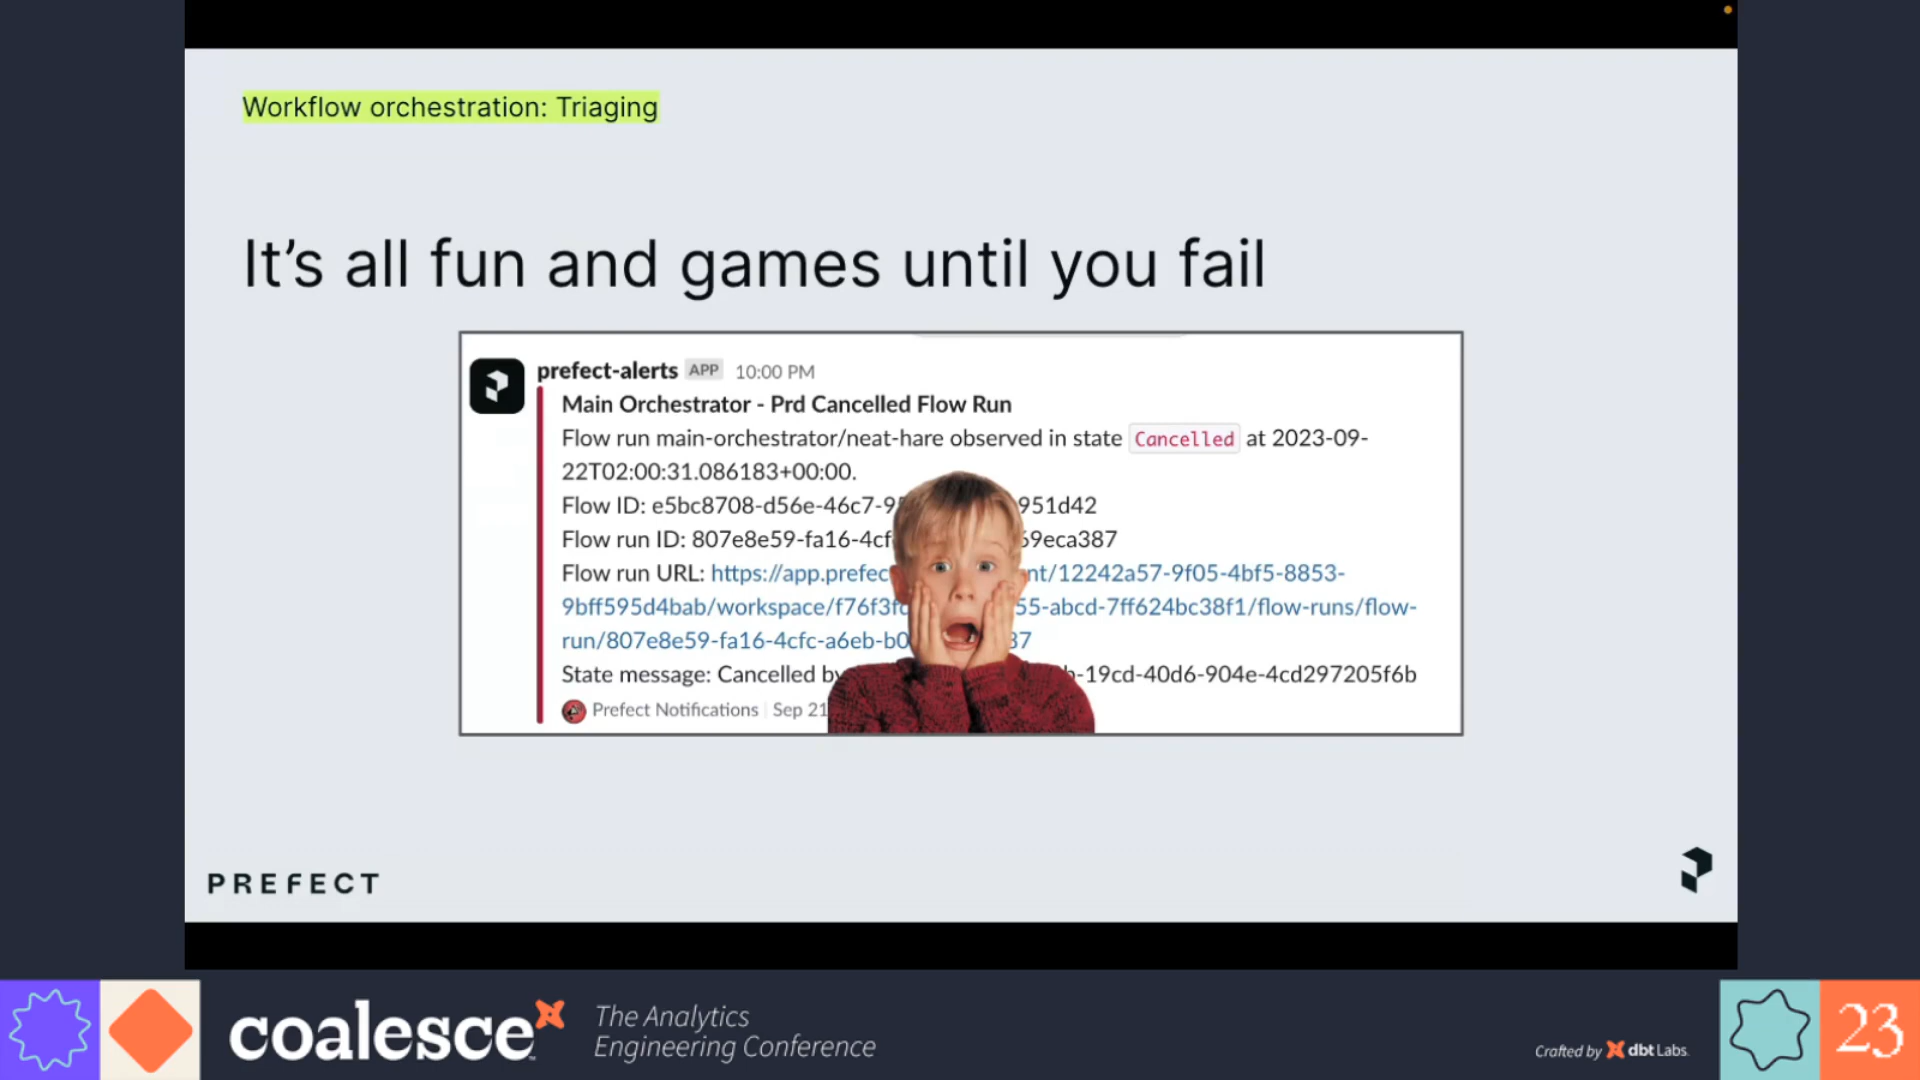 Workflow orchestration: Triaging
It's all fun and games until you fail
prefect-alerts APP 10:00 PM
Main Orchestrator - Prd Cancelled Flow Run
Flow run main-orchestrator/neat-hare observed in state Cancelled at 2023-09-
22T02:00:31.086183+00:00.
Flow ID: e5bc8708-d56e-46c7-9 951d42
Flow run ID: 807e8e59-fa16-4cf 69eca387
Flow run URL: https://app.prefec nt/12242a57-9f05-4bf5-8853-
9bff595d4bab/workspace/f76f3f 55-abcd-7ff624bc38f1/flow-runs/flow-
run/807e8e59-fa16-4cfc-a6eb-b0 87
State message: Cancelled by -19cd-40d6-904e-4cd297205f6b
Prefect Notifications Sep 21
PREFECT
coalesce
The Analytics
Engineering Conference
Crafted by dbt Labs.
23